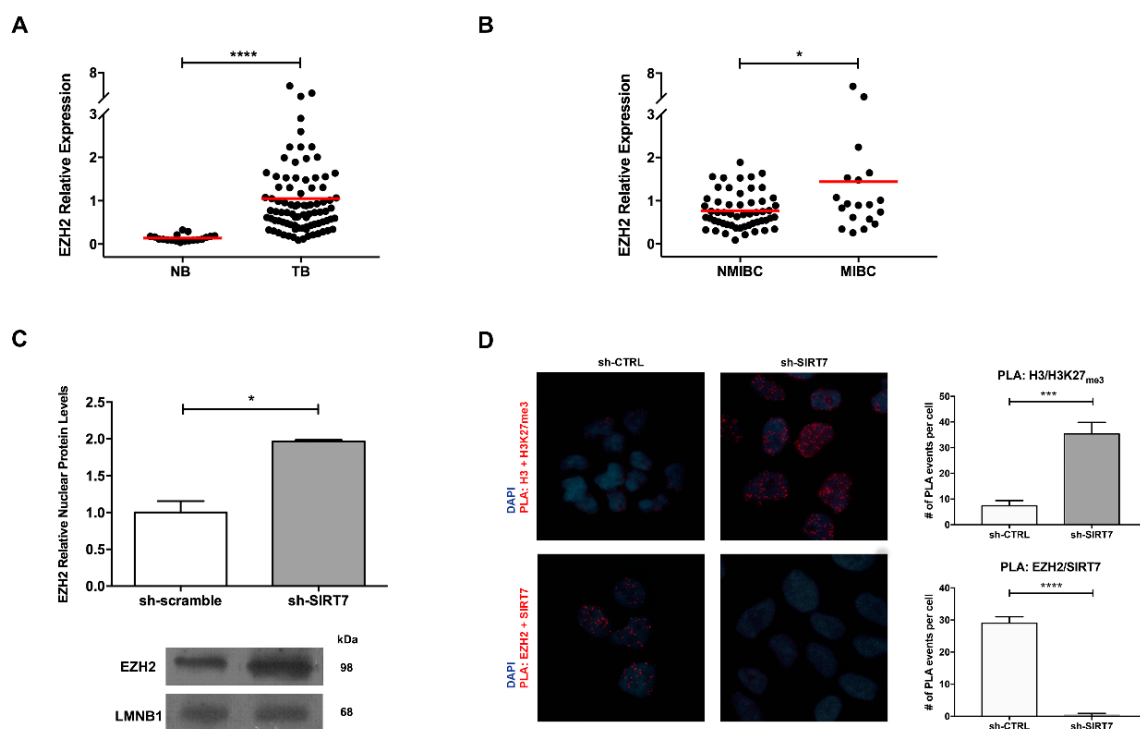 A
****
EZH2 Relative Expression
8
3
2
1
0
NB
TB
B
*
EZH2 Relative Expression
8
3
2
1
0
NMIBC
MIBC
C
*
EZH2 Relative Nuclear Protein Levels
2.5
2.0
1.5
1.0
0.5
0.0
sh-scramble
sh-SIRT7
kDa
EZH2
98
LMNB1
68
D
sh-CTRL
sh-SIRT7
DAPI
PLA: H3 + H3K27me3
DAPI
PLA: EZH2 + SIRT7
PLA: H3/H3K27me3
***
# of PLA events per cell
50
40
30
20
10
0
sh-CTRL
sh-SIRT7
PLA: EZH2/SIRT7
****
# of PLA events per cell
40
30
20
10
0
sh-CTRL
sh-SIRT7